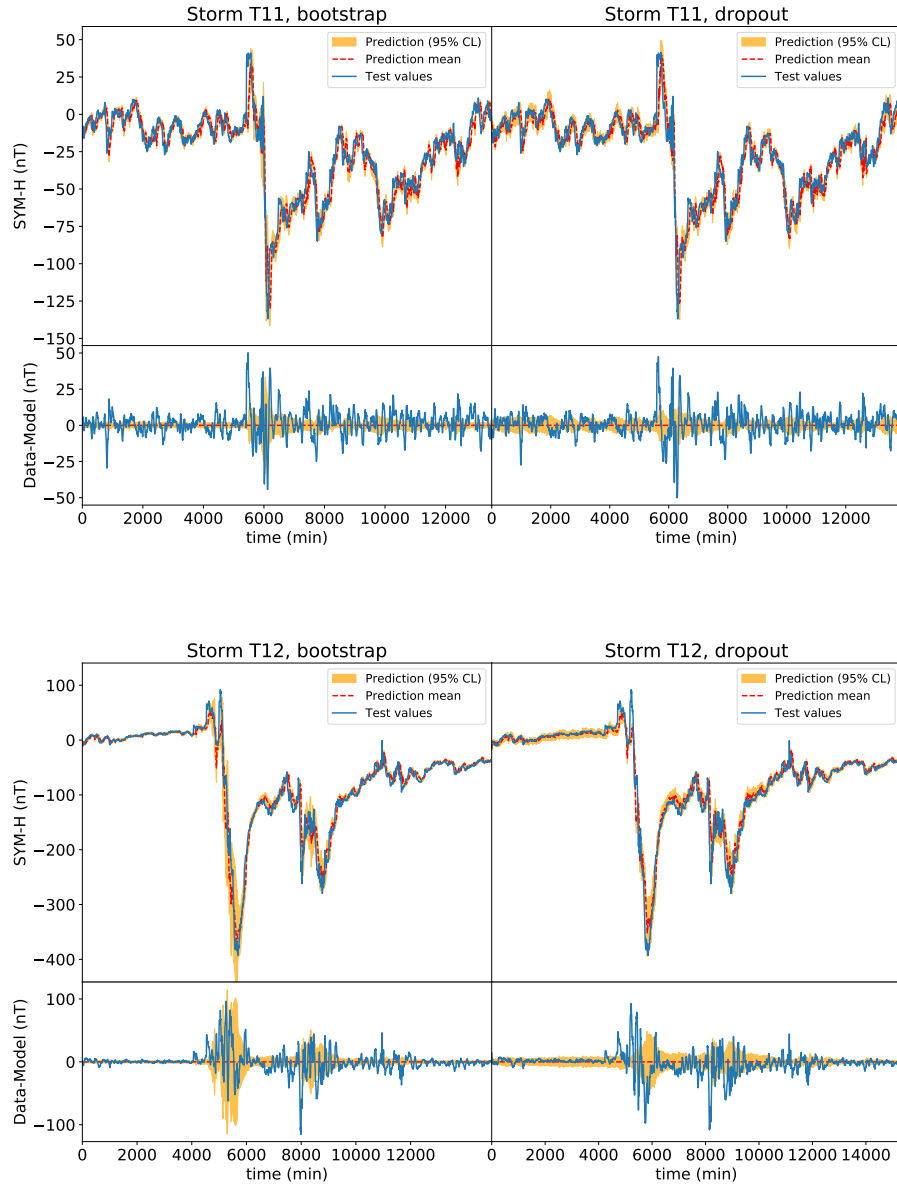 Storm T11, bootstrap
Storm T11, dropout
Prediction (95% CL)
Prediction mean
Test values
Prediction (95% CL)
Prediction mean
Test values
SYM-H (nT)
50
25
0
−25
−50
−75
−100
−125
−150
Data-Model (nT)
50
25
0
−25
−50
0 2000 4000 6000 8000 10000 12000
0 2000 4000 6000 8000 10000 12000
time (min)
time (min)
Storm T12, bootstrap
Storm T12, dropout
Prediction (95% CL)
Prediction mean
Test values
Prediction (95% CL)
Prediction mean
Test values
SYM-H (nT)
100
0
−100
−200
−300
−400
Data-Model (nT)
100
0
−100
0 2000 4000 6000 8000 10000 12000
0 2000 4000 6000 8000 10000 12000 14000
time (min)
time (min)